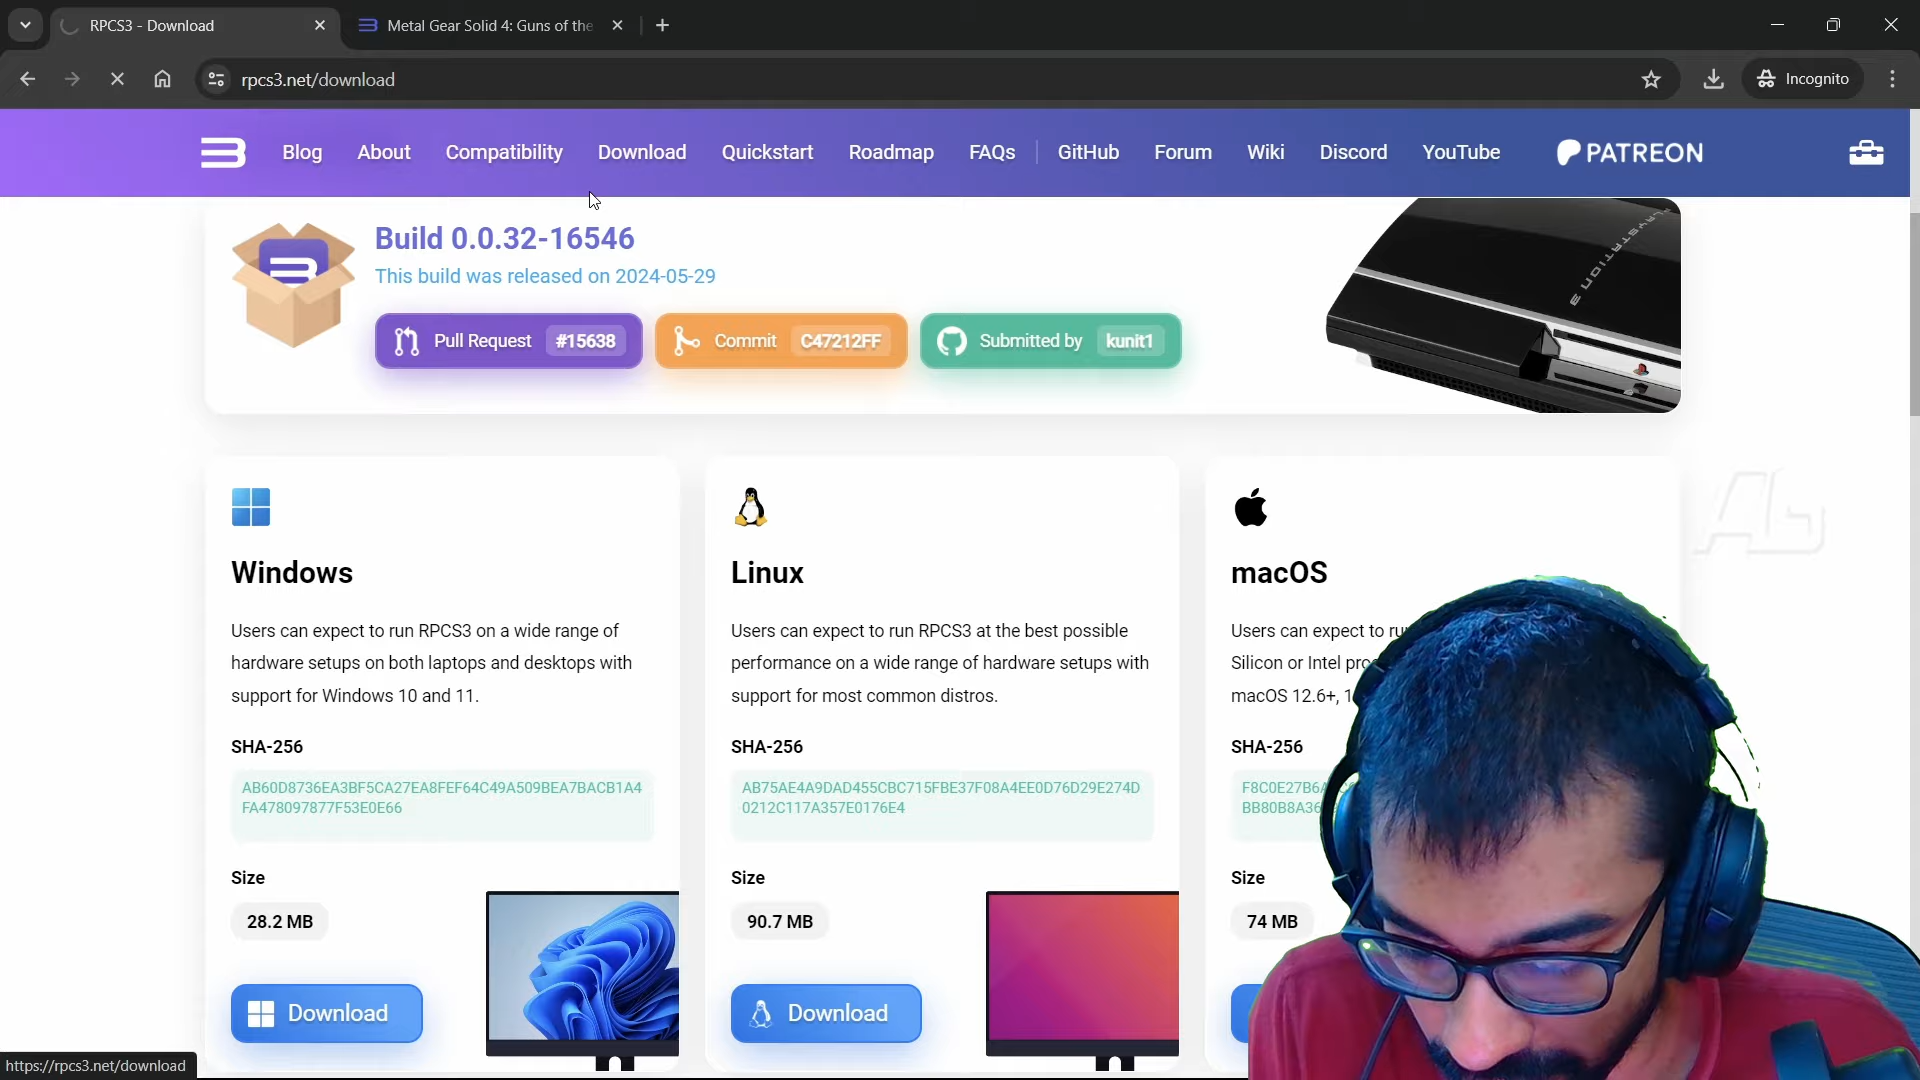 RPCS3 - Download
Metal Gear Solid 4: Guns of the
rpcs3.net/download
Incognito
Blog About Compatibility Download Quickstart Roadmap FAQs GitHub Forum Wiki Discord YouTube PATREON
Build 0.0.32-16546
This build was released on 2024-05-29
Pull Request #15638 Commit C47212FF Submitted by kunit1
PLAYSTATION 3
Windows
Users can expect to run RPCS3 on a wide range of
hardware setups on both laptops and desktops with
support for Windows 10 and 11.
SHA-256
AB60D8736EA3BF5CA27EA8FEF64C49A509BEA7BACB1A4
FA478097877F53E0E66
Size
28.2 MB
Download
Linux
Users can expect to run RPCS3 at the best possible
performance on a wide range of hardware setups with
support for most common distros.
SHA-256
AB75AE4A9DAD455CBC715FBE37F08A4EE0D76D29E274D
0212C117A357E0176E4
Size
90.7 MB
Download
macOS
Users can expect to
Silicon or Intel
macOS 12.6+,
SHA-256
F8C0E27B6
BB80B8A36
Size
74 MB
https://rpcs3.net/download